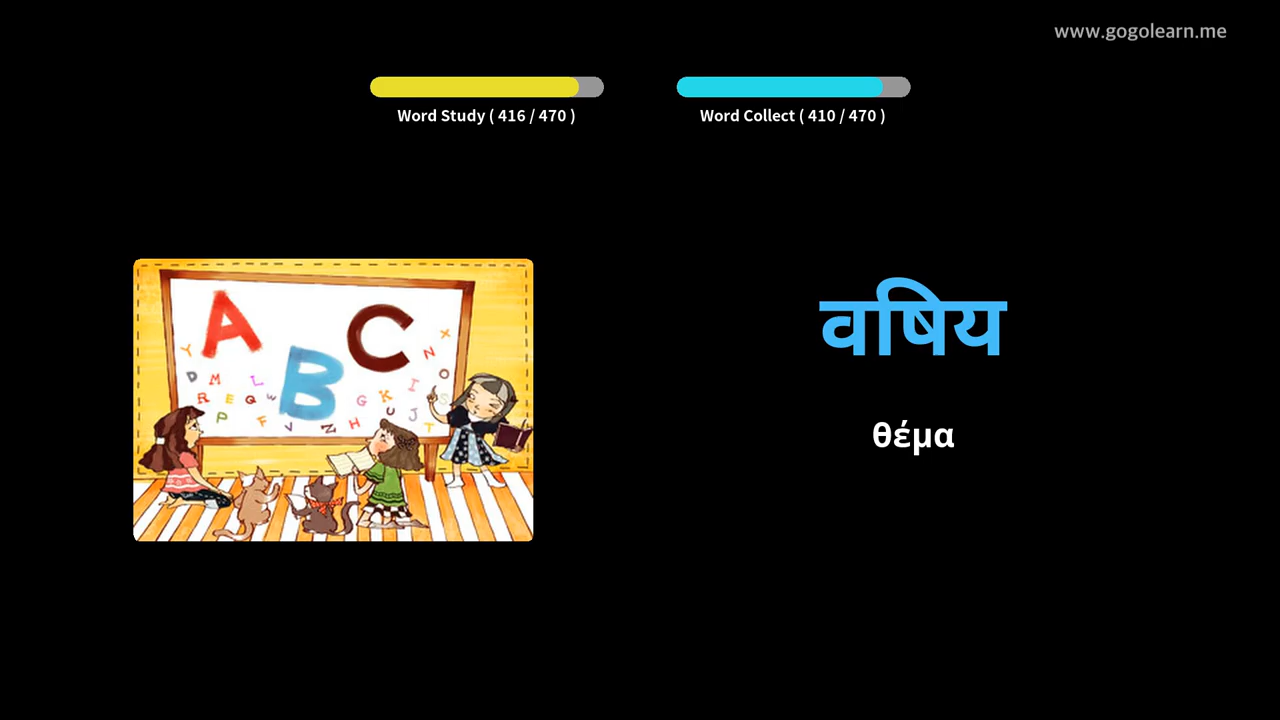 www.gogolearn.me
Word Study ( 416 / 470 )
Word Collect ( 410 / 470 )
A B C
Y X N
D M L I O
R E Q W G K S
P F V Z H U J T
वषिय
θέμα